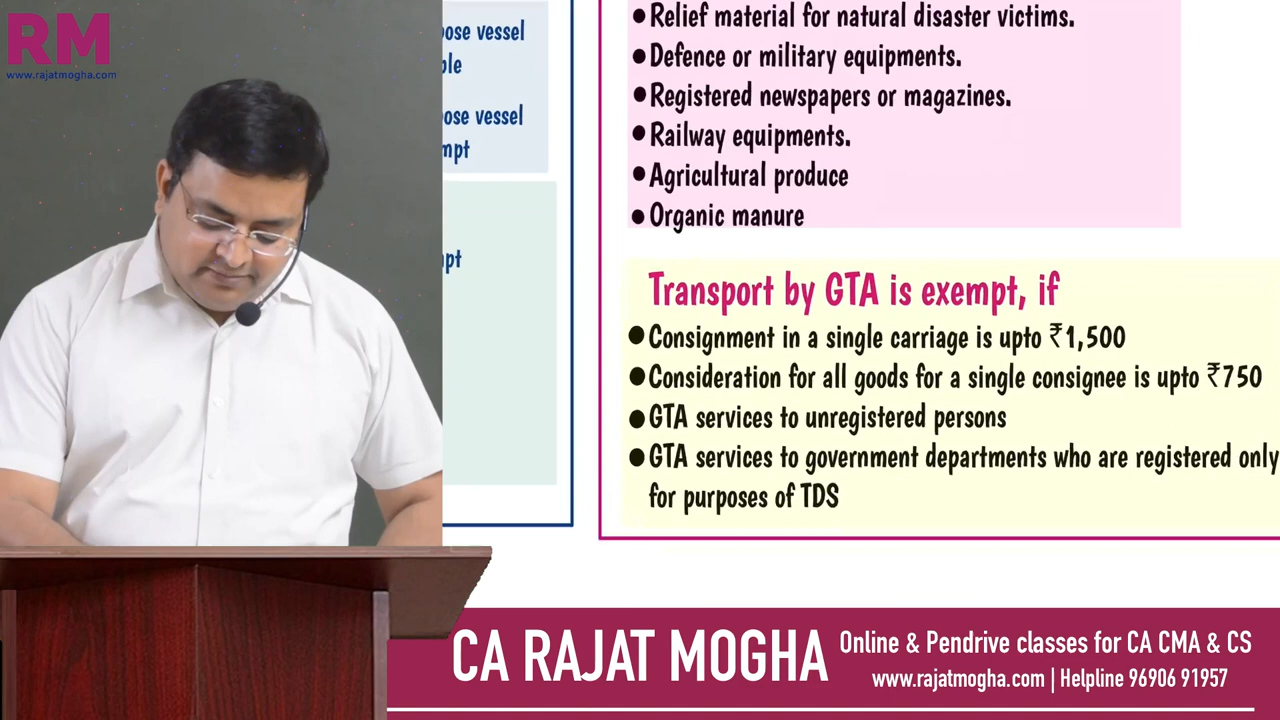 RM
www.rajatmogha.com
ose vessel
ble
ose vessel
mpt
pt
•Relief material for natural disaster victims.
•Defence or military equipments.
•Registered newspapers or magazines.
•Railway equipments.
•Agricultural produce
•Organic manure
Transport by GTA is exempt, if
•Consignment in a single carriage is upto ₹1,500
•Consideration for all goods for a single consignee is upto ₹750
•GTA services to unregistered persons
•GTA services to government departments who are registered only
for purposes of TDS
CA RAJAT MOGHA
Online & Pendrive classes for CA CMA & CS
www.rajatmogha.com | Helpline 96906 91957